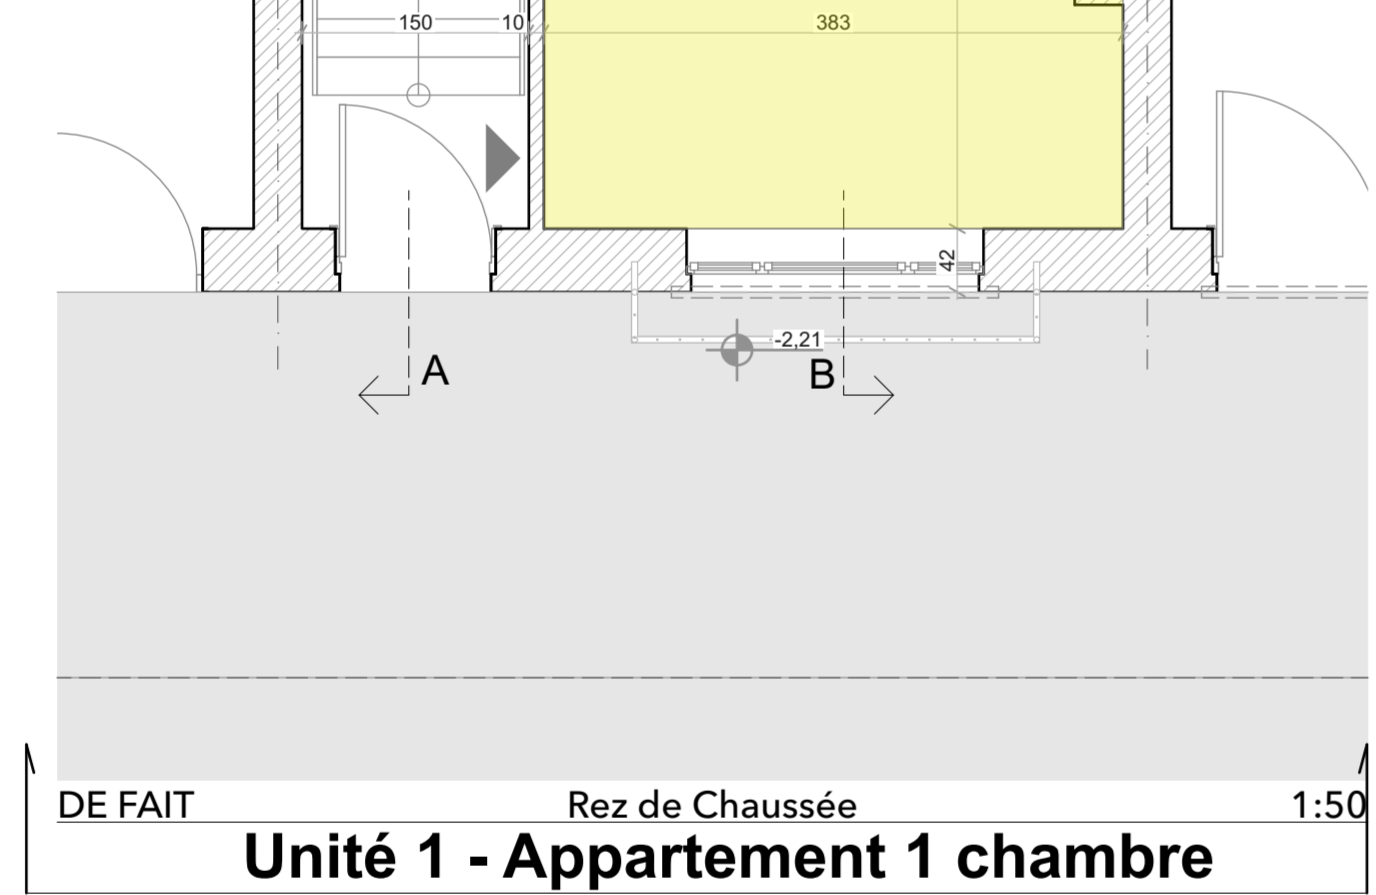 150 10 383
42
-2,21
A B
DE FAIT Rez de Chaussée 1:50
Unité 1 - Appartement 1 chambre